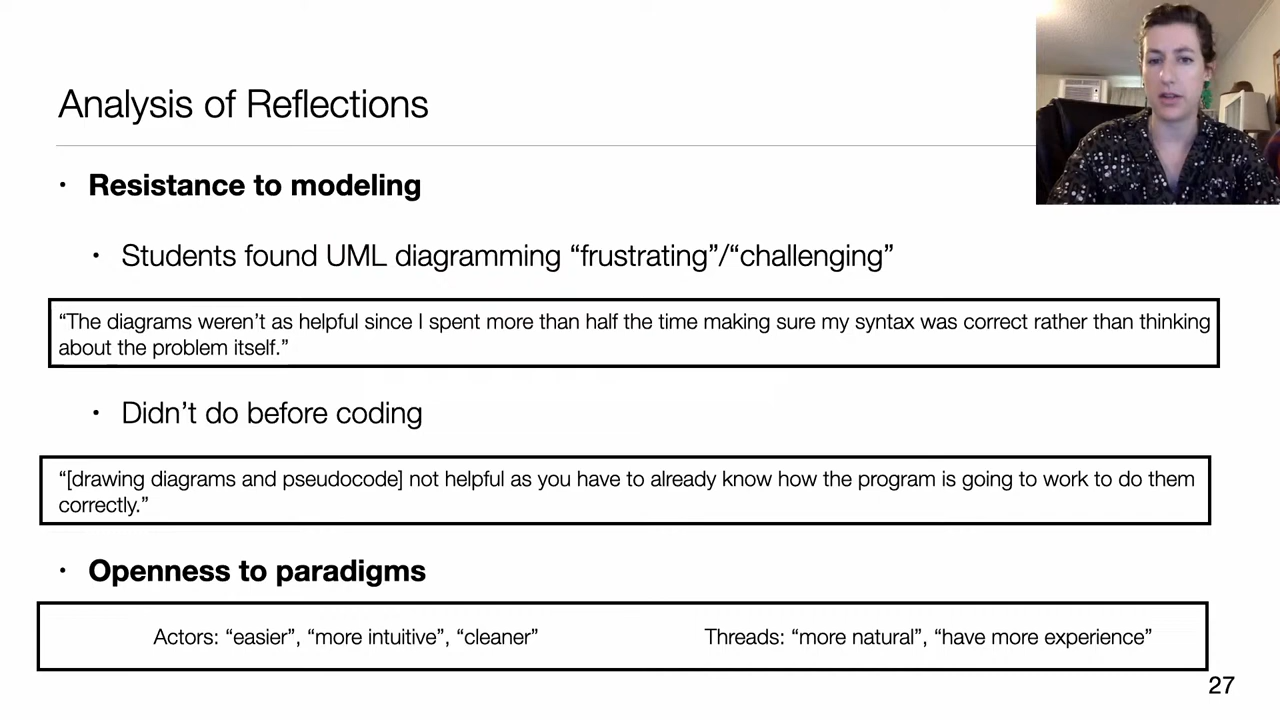 Analysis of Reflections
• Resistance to modeling
• Students found UML diagramming “frustrating”/“challenging”
“The diagrams weren’t as helpful since I spent more than half the time making sure my syntax was correct rather than thinking
about the problem itself.”
• Didn’t do before coding
“[drawing diagrams and pseudocode] not helpful as you have to already know how the program is going to work to do them
correctly.”
• Openness to paradigms
Actors: “easier”, “more intuitive”, “cleaner”
Threads: “more natural”, “have more experience”
27